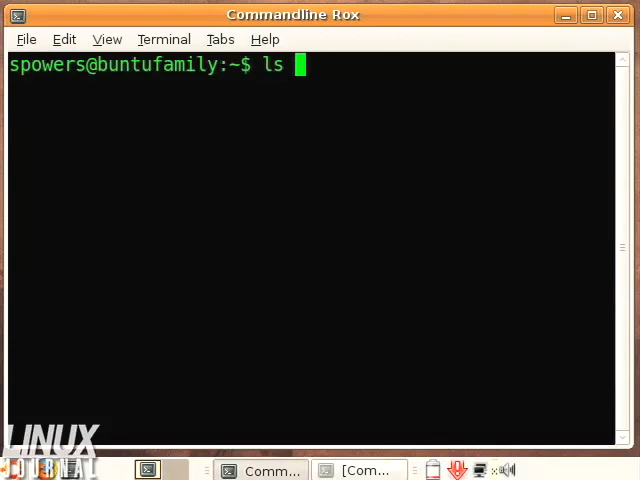 Commandline Rox
File Edit View Terminal Tabs Help
spowers@buntufamily:~$ ls
LINUX
JOURNAL
Comm... [Com...